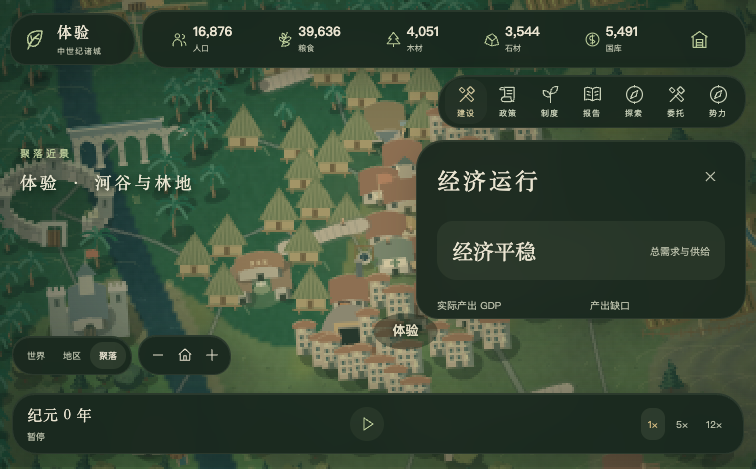 体验
中世纪诸城
16,876
人口
39,636
粮食
4,051
木材
3,544
石材
5,491
国库
建设
政策
制度
报告
探索
委托
势力
聚落近景
体验 · 河谷与林地
经济运行
经济平稳
总需求与供给
实际产出 GDP
产出缺口
体验
世界
地区
聚落
纪元 0 年
暂停
1×
5×
12×